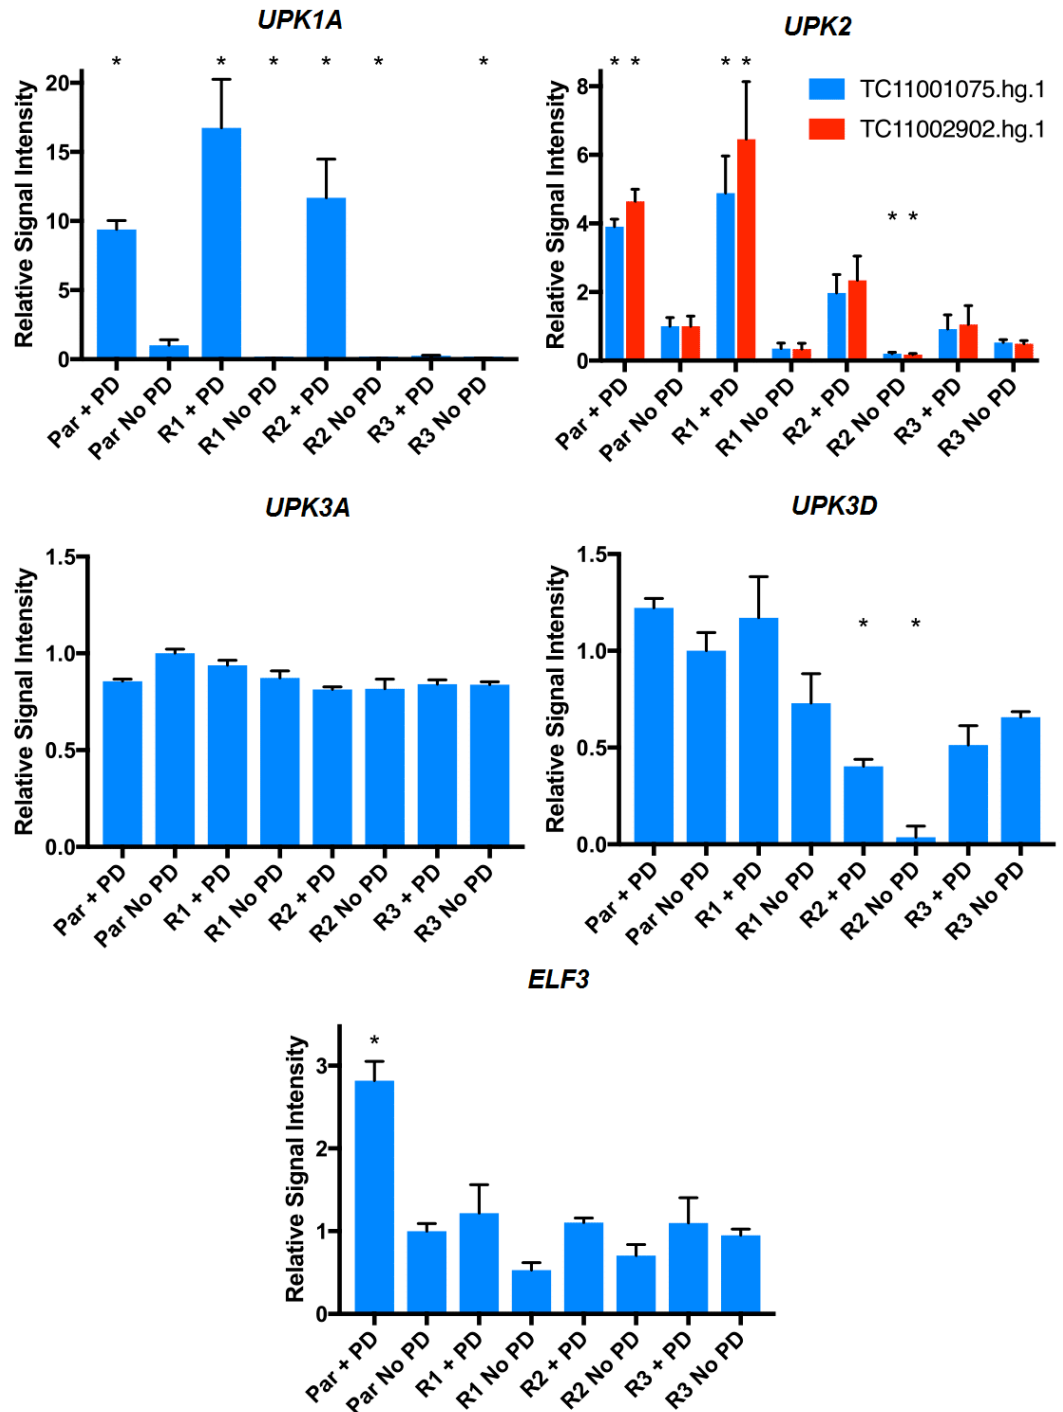 UPK1A
* * * * * *
20
15
10
5
0
Relative Signal Intensity
Par + PD
Par No PD
R1 + PD
R1 No PD
R2 + PD
R2 No PD
R3 + PD
R3 No PD
UPK2
* * * *
TC11001075.hg.1
TC11002902.hg.1
* *
8
6
4
2
0
Relative Signal Intensity
Par + PD
Par No PD
R1 + PD
R1 No PD
R2 + PD
R2 No PD
R3 + PD
R3 No PD
UPK3A
1.5
1.0
0.5
0.0
Relative Signal Intensity
Par + PD
Par No PD
R1 + PD
R1 No PD
R2 + PD
R2 No PD
R3 + PD
R3 No PD
UPK3D
* *
1.5
1.0
0.5
0.0
Relative Signal Intensity
Par + PD
Par No PD
R1 + PD
R1 No PD
R2 + PD
R2 No PD
R3 + PD
R3 No PD
ELF3
*
3
2
1
0
Relative Signal Intensity
Par + PD
Par No PD
R1 + PD
R1 No PD
R2 + PD
R2 No PD
R3 + PD
R3 No PD